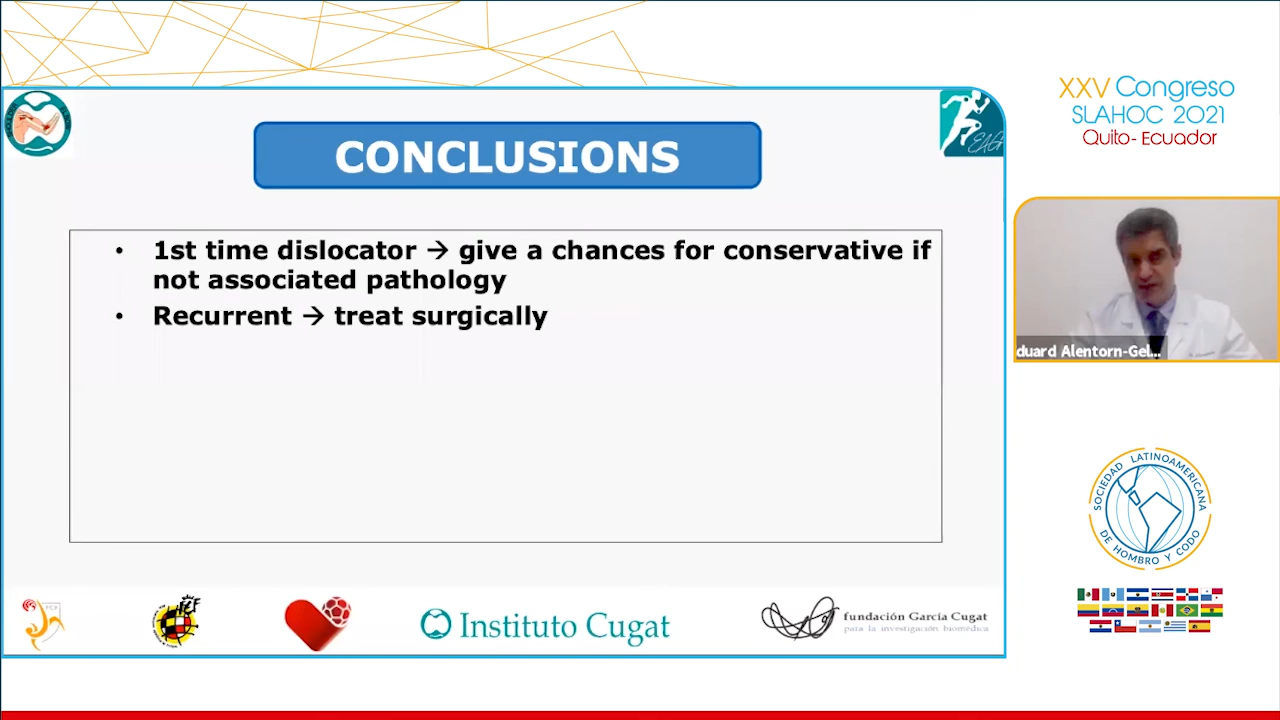 XXV Congreso
SLAHOC 2021
Quito- Ecuador
CONCLUSIONS
• 1st time dislocator → give a chances for conservative if
not associated pathology
• Recurrent → treat surgically
duard Alentorn-Gel...
SOCIEDAD LATINOAMERICANA
DE HOMBRO Y CODO
Instituto Cugat
fundación García Cugat
para la investigación biomédica